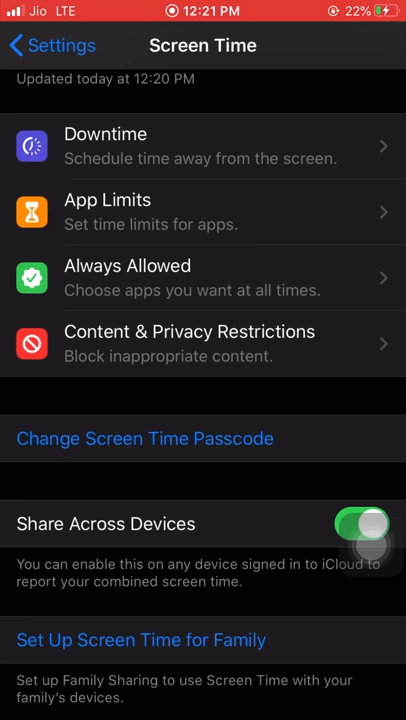 Jio LTE 12:21 PM 22%
Settings Screen Time
Updated today at 12:20 PM
Downtime
Schedule time away from the screen.
App Limits
Set time limits for apps.
Always Allowed
Choose apps you want at all times.
Content & Privacy Restrictions
Block inappropriate content.
Change Screen Time Passcode
Share Across Devices
You can enable this on any device signed in to iCloud to
report your combined screen time.
Set Up Screen Time for Family
Set up Family Sharing to use Screen Time with your
family’s devices.